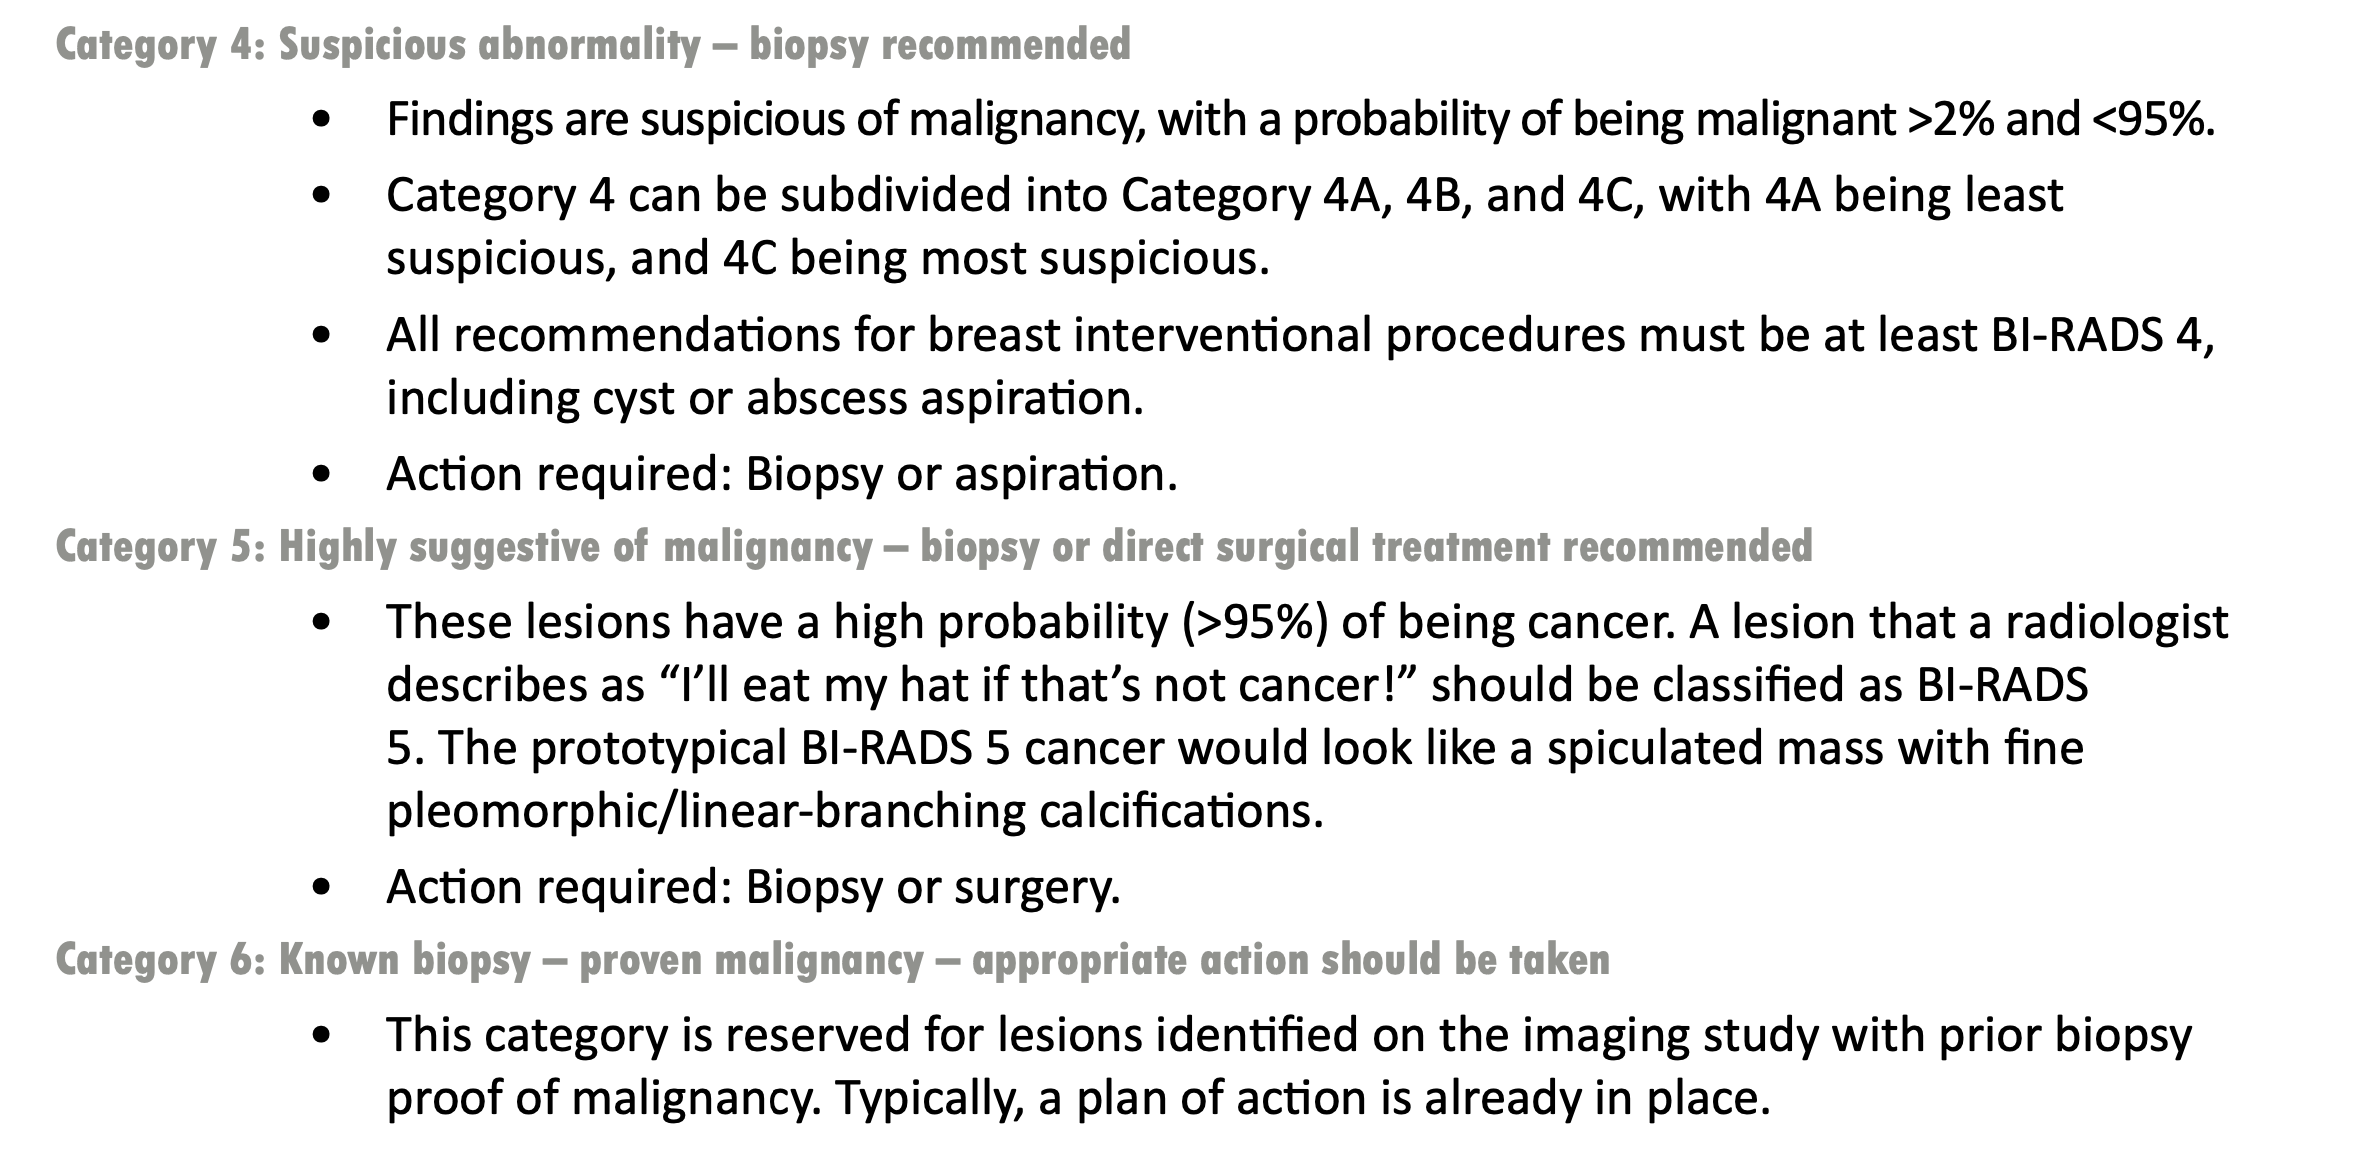 Category 4: Suspicious abnormality – biopsy recommended
• Findings are suspicious of malignancy, with a probability of being malignant >2% and <95%.
• Category 4 can be subdivided into Category 4A, 4B, and 4C, with 4A being least
suspicious, and 4C being most suspicious.
• All recommendations for breast interventional procedures must be at least BI-RADS 4,
including cyst or abscess aspiration.
• Action required: Biopsy or aspiration.
Category 5: Highly suggestive of malignancy – biopsy or direct surgical treatment recommended
• These lesions have a high probability (>95%) of being cancer. A lesion that a radiologist
describes as “I’ll eat my hat if that’s not cancer!” should be classified as BI-RADS
5. The prototypical BI-RADS 5 cancer would look like a spiculated mass with fine
pleomorphic/linear-branching calcifications.
• Action required: Biopsy or surgery.
Category 6: Known biopsy – proven malignancy – appropriate action should be taken
• This category is reserved for lesions identified on the imaging study with prior biopsy
proof of malignancy. Typically, a plan of action is already in place.